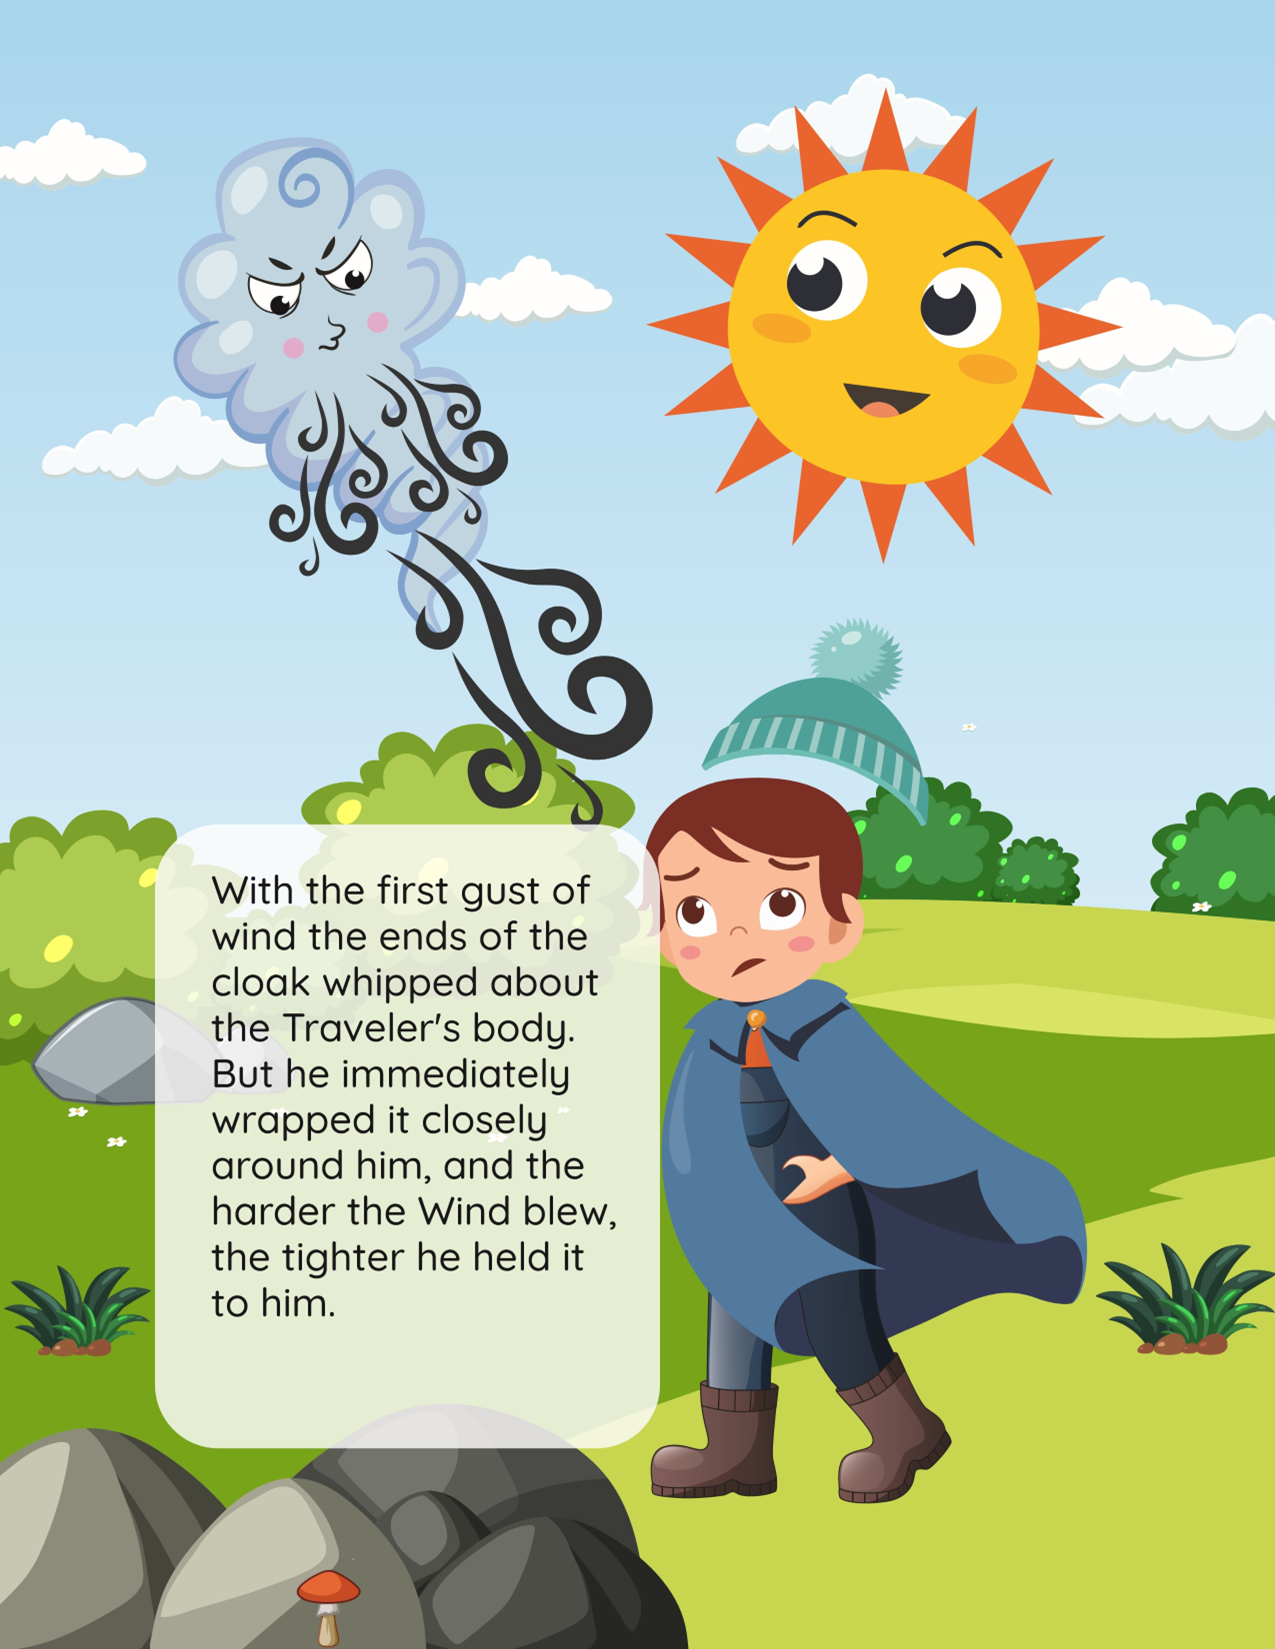 With the first gust of
wind the ends of the
cloak whipped about
the Traveler's body.
But he immediately
wrapped it closely
around him, and the
harder the Wind blew,
the tighter he held it
to him.